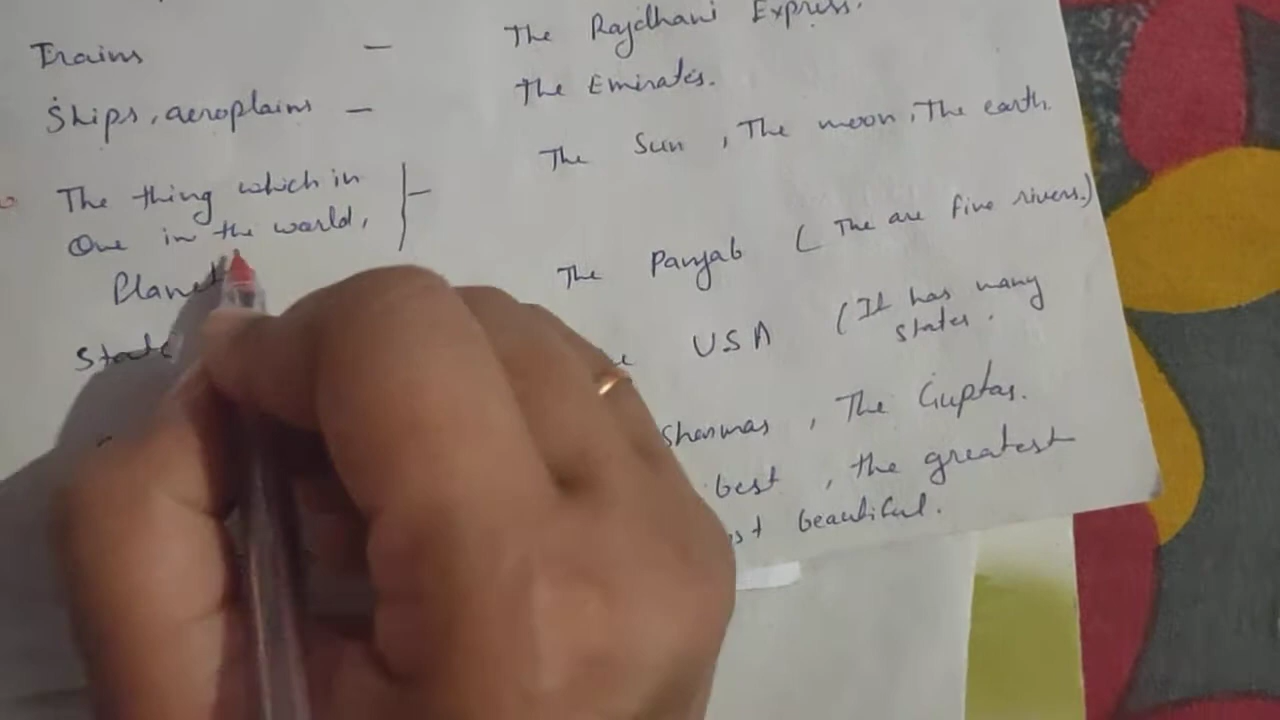 Trains — The Rajdhani Express.
Ships, aeroplains — The Emirates.
The thing which in The Sun, The moon, The earth.
One in the world,
Planet The Panjab (The are five rivers.)
State USA (It has many
states.
Sharmas, The Guptas.
best, the greatest
beautiful.